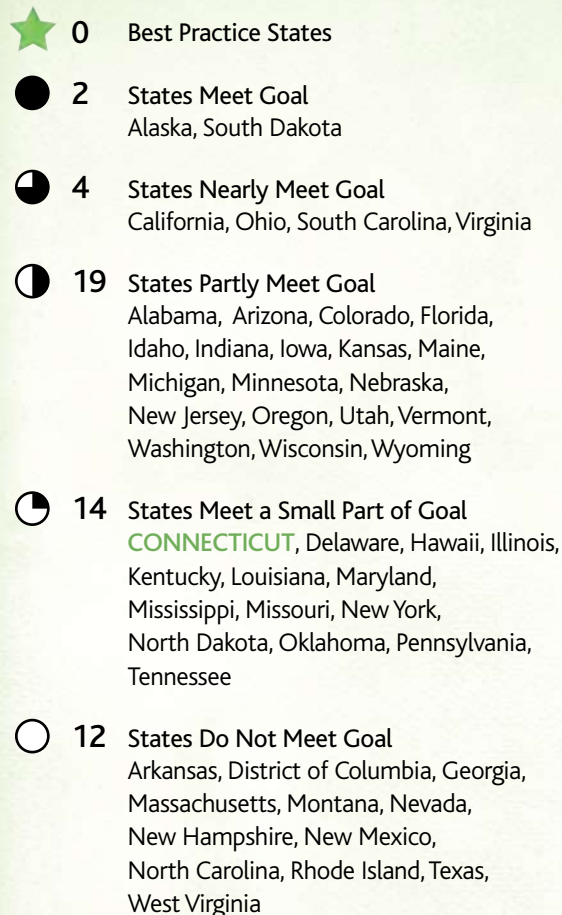 0 Best Practice States
2 States Meet Goal
Alaska, South Dakota
4 States Nearly Meet Goal
California, Ohio, South Carolina, Virginia
19 States Partly Meet Goal
Alabama, Arizona, Colorado, Florida,
Idaho, Indiana, Iowa, Kansas, Maine,
Michigan, Minnesota, Nebraska,
New Jersey, Oregon, Utah, Vermont,
Washington, Wisconsin, Wyoming
14 States Meet a Small Part of Goal
CONNECTICUT, Delaware, Hawaii, Illinois,
Kentucky, Louisiana, Maryland,
Mississippi, Missouri, New York,
North Dakota, Oklahoma, Pennsylvania,
Tennessee
12 States Do Not Meet Goal
Arkansas, District of Columbia, Georgia,
Massachusetts, Montana, Nevada,
New Hampshire, New Mexico,
North Carolina, Rhode Island, Texas,
West Virginia